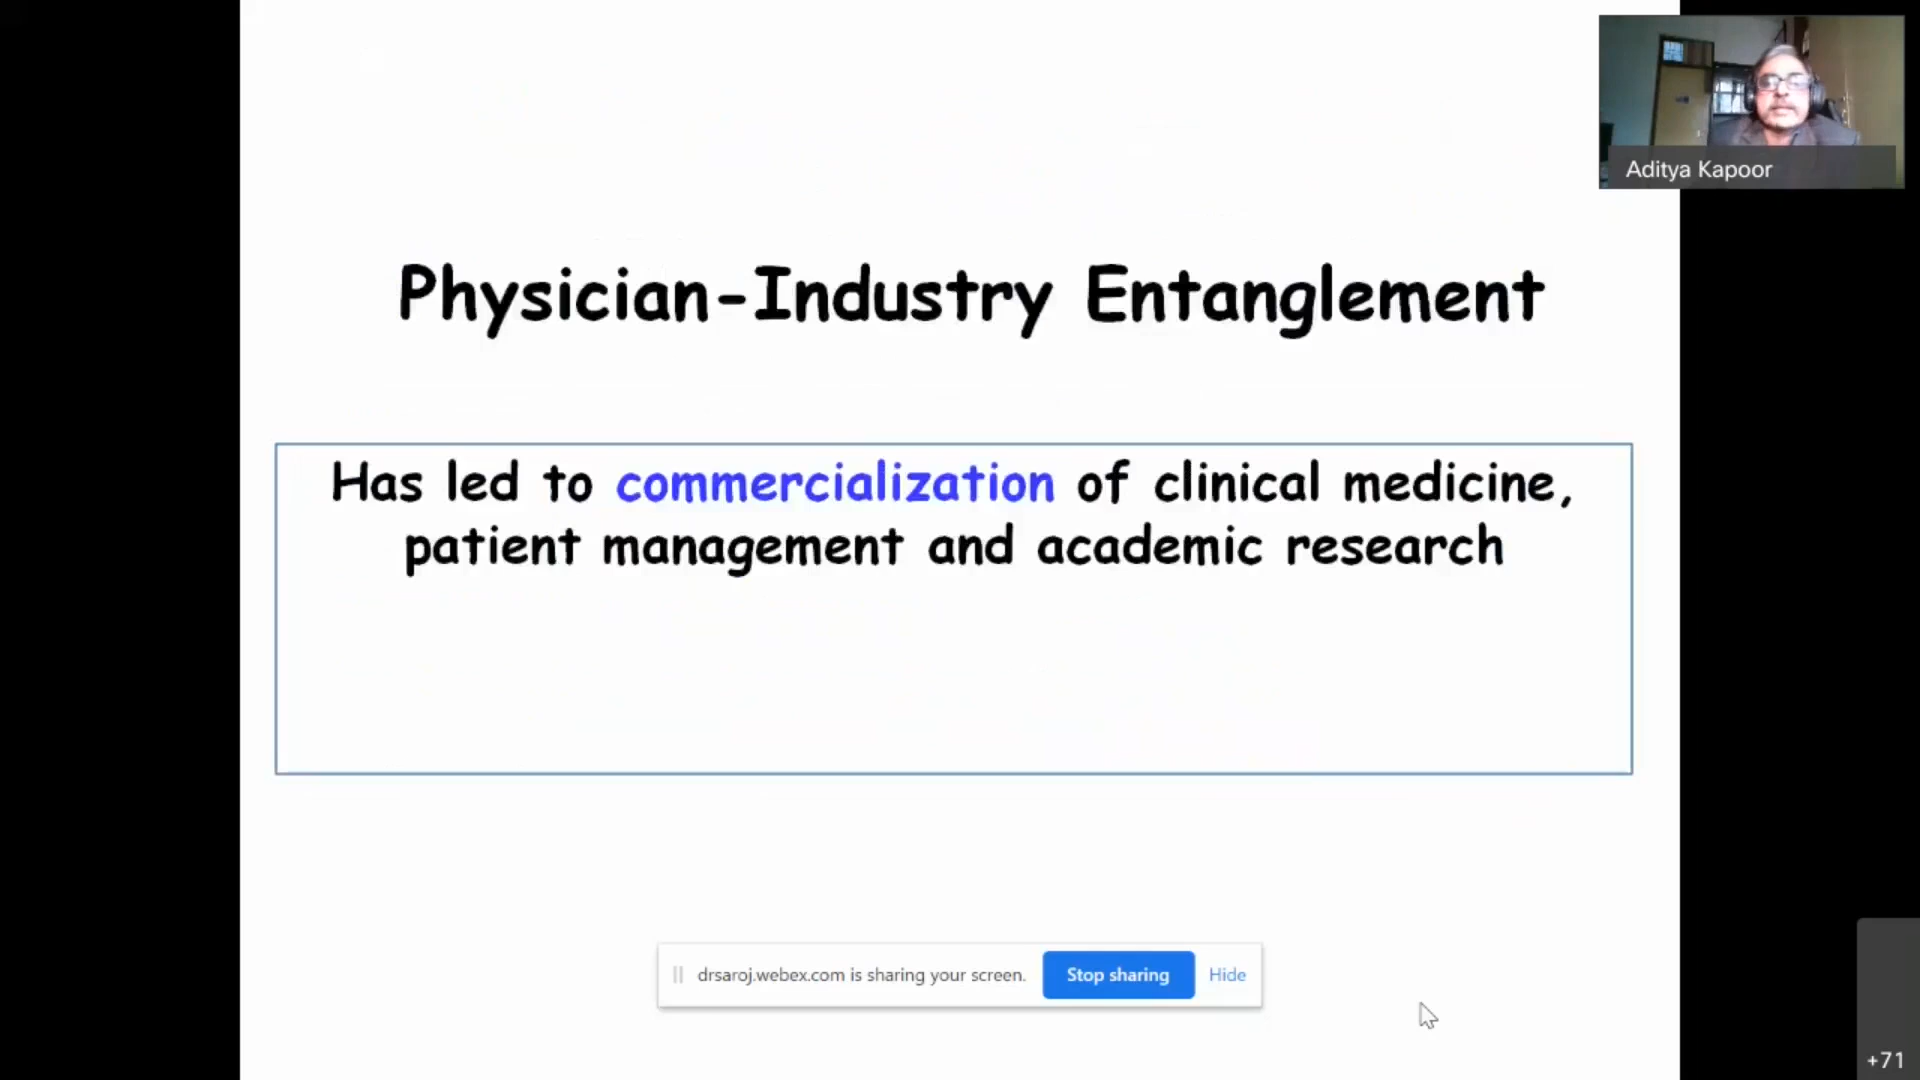 Aditya Kapoor
Physician-Industry Entanglement
Has led to commercialization of clinical medicine,
patient management and academic research
drsaroj.webex.com is sharing your screen. Stop sharing Hide
+71